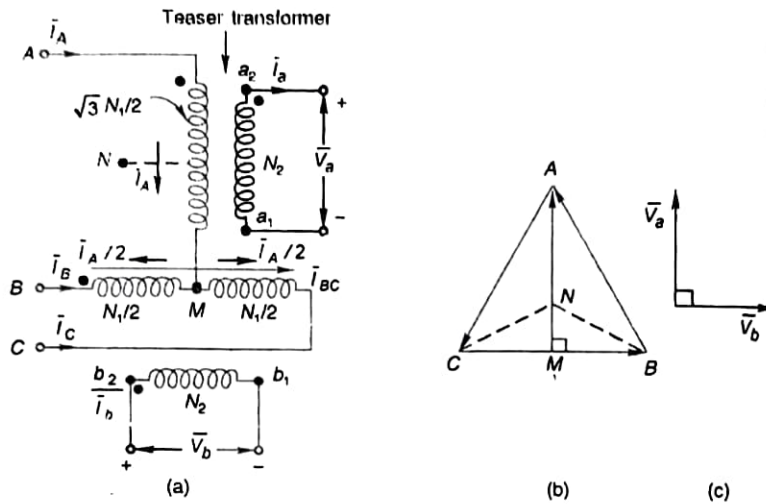 Teaser transformer
Ī_A
A
a₂
Ī_a
+
√3 N₁/2
N
Ī_A
N₂
V̄_a
a₁
−
Ī_B
Ī_A/2
Ī_A/2
Ī_BC
B
N₁/2
M
N₁/2
Ī_C
C
b₂
b₁
Ī_b
N₂
V̄_b
+
−
(a)
A
N
C
M
B
(b)
V̄_a
V̄_b
(c)